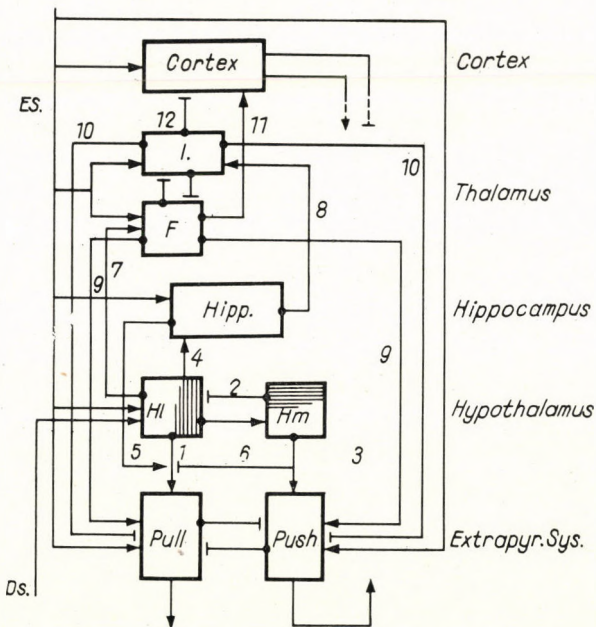 Cortex Cortex
ES.
10 12 11
I. 10
Thalamus
8
F
7
9
Hipp. Hippocampus
9
4
2
Hl Hm Hypothalamus
5 1 6 3
Pull Push Extrapyr.Sys.
Ds.